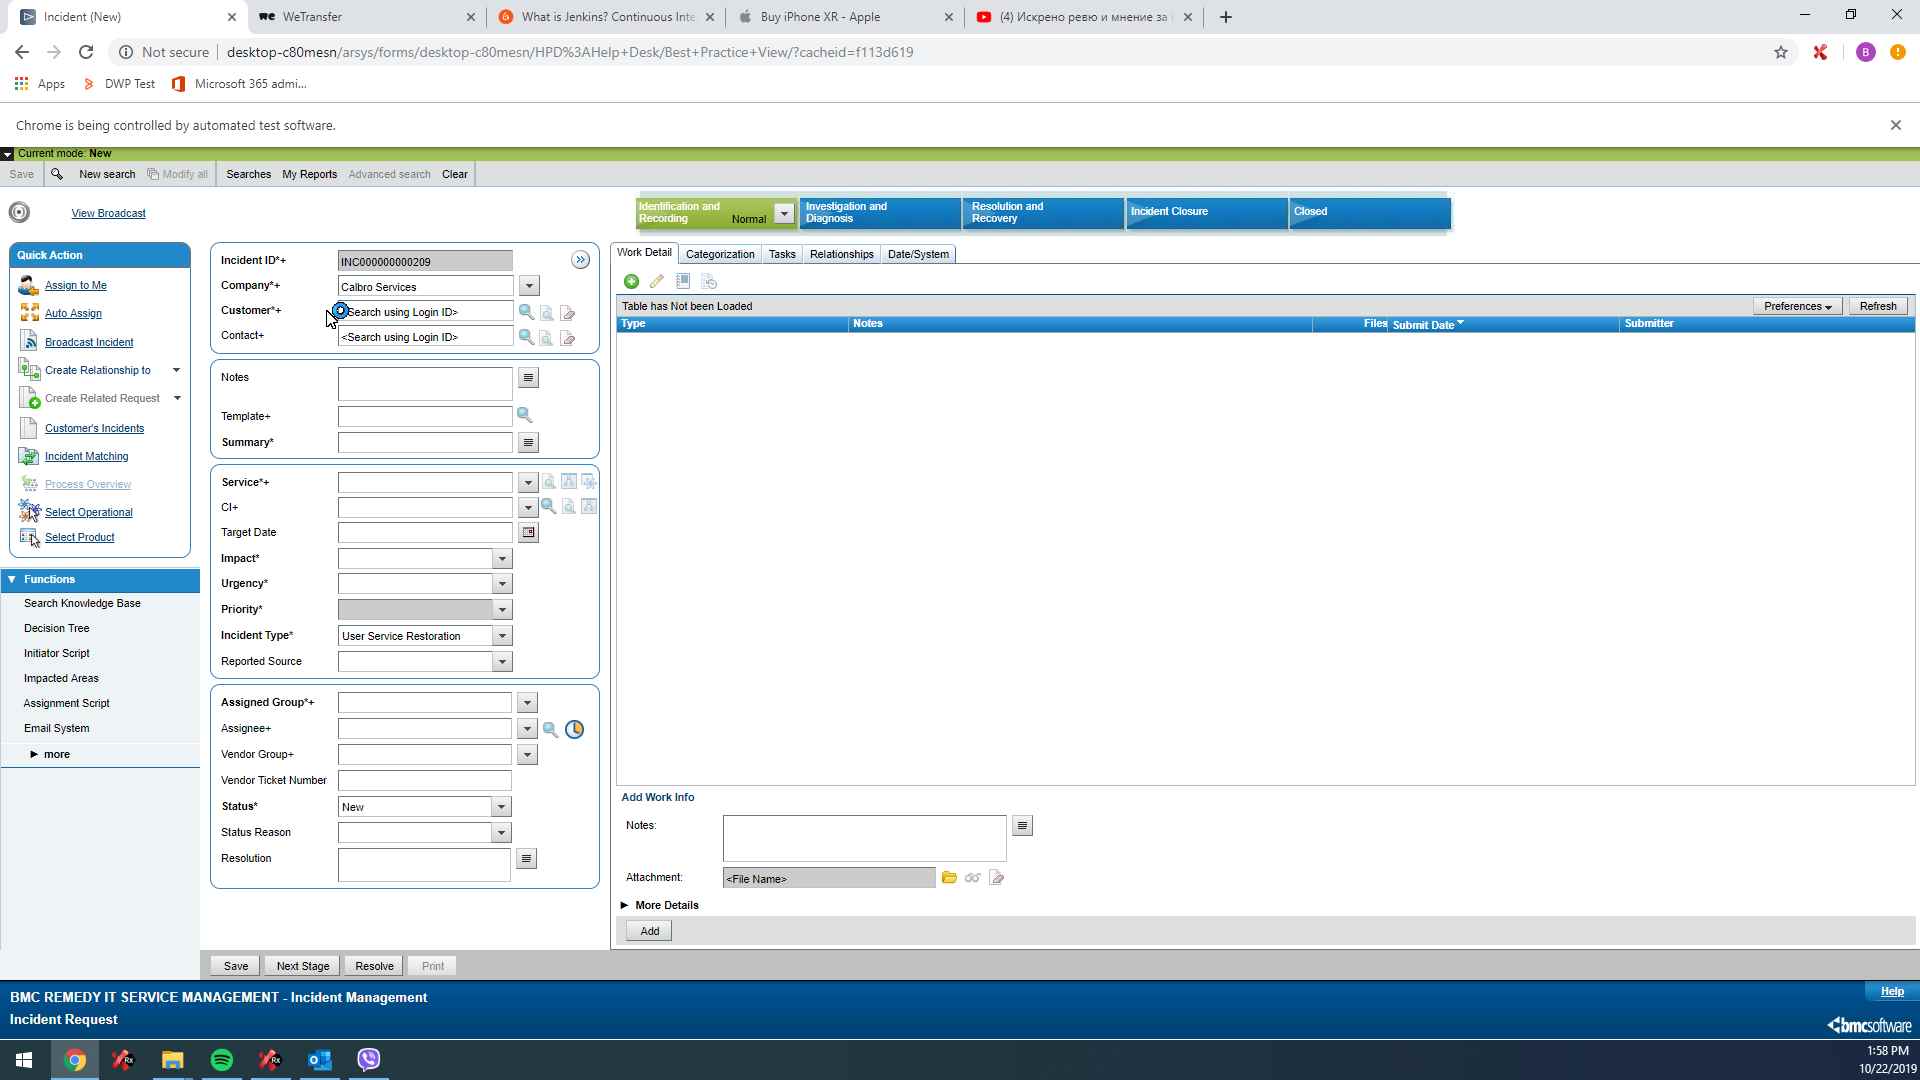 Incident (New)
WeTransfer
What is Jenkins? Continuous Inte
Buy iPhone XR - Apple
(4) Искрено ревю и мнение за
Not secure
desktop-c80mesn/arsys/forms/desktop-c80mesn/HPD%3AHelp+Desk/Best+Practice+View/?cacheid=f113d619
B
Apps
DWP Test
Microsoft 365 admi...
Chrome is being controlled by automated test software.
Current mode: New
Save
New search
Modify all
Searches
My Reports
Advanced search
Clear
View Broadcast
Identification and Recording
Normal
Investigation and Diagnosis
Resolution and Recovery
Incident Closure
Closed
Quick Action
Assign to Me
Auto Assign
Broadcast Incident
Create Relationship to
Create Related Request
Customer's Incidents
Incident Matching
Process Overview
Select Operational
Select Product
Functions
Search Knowledge Base
Decision Tree
Initiator Script
Impacted Areas
Assignment Script
Email System
more
Incident ID*+
INC000000000209
Company*+
Calbro Services
Customer*+
Search using Login ID>
Contact+
<Search using Login ID>
Notes
Template+
Summary*
Service*+
CI+
Target Date
Impact*
Urgency*
Priority*
Incident Type*
User Service Restoration
Reported Source
Assigned Group*+
Assignee+
Vendor Group+
Vendor Ticket Number
Status*
New
Status Reason
Resolution
Work Detail
Categorization
Tasks
Relationships
Date/System
Table has Not been Loaded
Preferences
Refresh
Type
Notes
Files
Submit Date
Submitter
Add Work Info
Notes:
Attachment:
<File Name>
More Details
Add
Save
Next Stage
Resolve
Print
BMC REMEDY IT SERVICE MANAGEMENT - Incident Management
Help
Incident Request
bmcsoftware
1:58 PM
10/22/2019